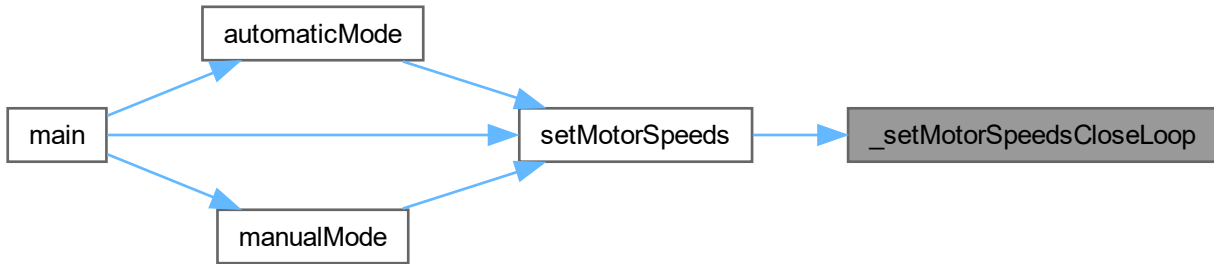 automaticMode
main
setMotorSpeeds
_setMotorSpeedsCloseLoop
manualMode